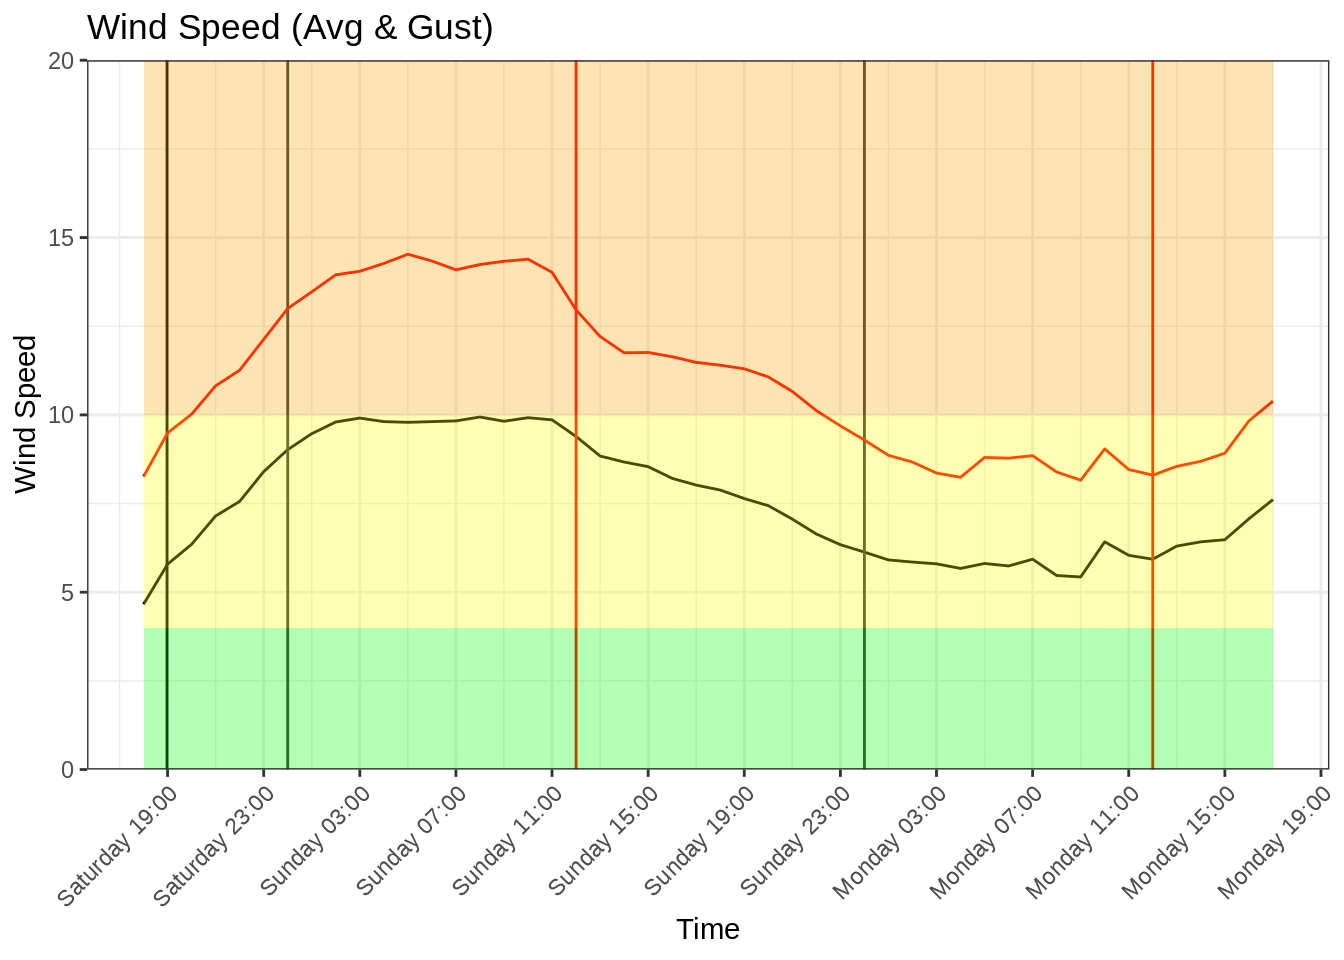 Wind Speed (Avg & Gust)
20
15
10
5
0
Wind Speed
Saturday 19:00
Saturday 23:00
Sunday 03:00
Sunday 07:00
Sunday 11:00
Sunday 15:00
Sunday 19:00
Sunday 23:00
Monday 03:00
Monday 07:00
Monday 11:00
Monday 15:00
Monday 19:00
Time